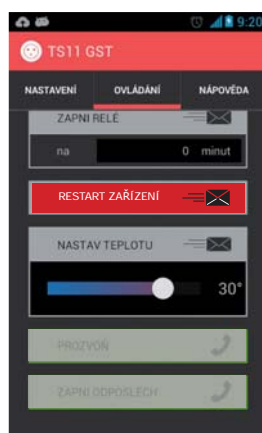 9:20
TS11 GST
NASTAVENÍ OVLÁDÁNÍ NÁPOVĚDA
ZAPNI RELÉ
na 0 minut
RESTART ZAŘÍZENÍ
NASTAV TEPLOTU
30°
PROZVOŇ
ZAPNI ODPOSLECH